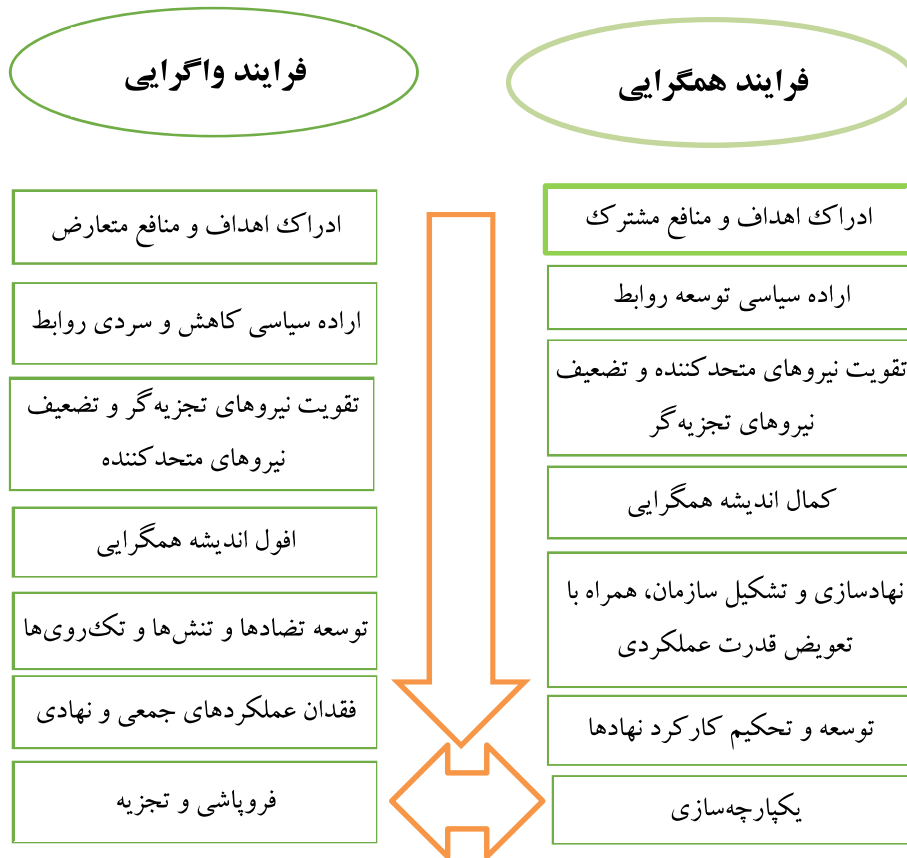 فرایند همگرایی
ادراک اهداف و منافع مشترک
اراده سیاسی توسعه روابط
تقویت نیروهای متحدکننده و تضعیف
نیروهای تجزیه‌گر
کمال اندیشه همگرایی
نهادسازی و تشکیل سازمان، همراه با
تعویض قدرت عملکردی
توسعه و تحکیم کارکرد نهادها
یکپارچه‌سازی
فرایند واگرایی
ادراک اهداف و منافع متعارض
اراده سیاسی کاهش و سردی روابط
تقویت نیروهای تجزیه‌گر و تضعیف
نیروهای متحدکننده
افول اندیشه همگرایی
توسعه تضادها و تنش‌ها و تک‌روی‌ها
فقدان عملکردهای جمعی و نهادی
فروپاشی و تجزیه